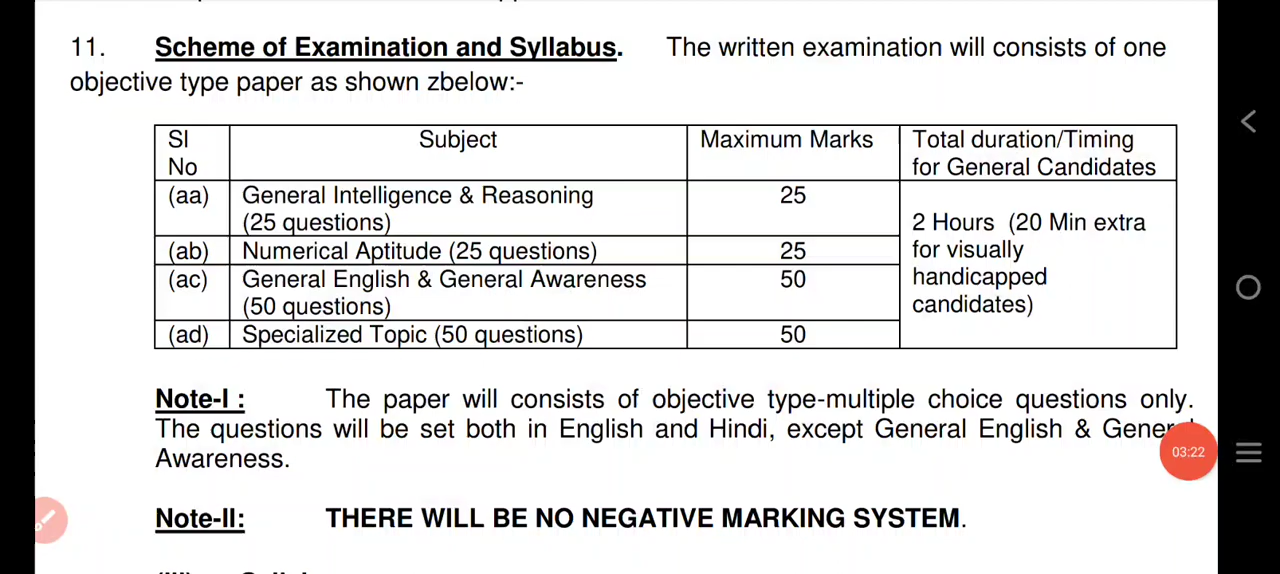 11. Scheme of Examination and Syllabus. The written examination will consists of one
objective type paper as shown zbelow:-
Sl No Subject Maximum Marks Total duration/Timing for General Candidates
(aa) General Intelligence & Reasoning (25 questions) 25 2 Hours (20 Min extra for visually handicapped candidates)
(ab) Numerical Aptitude (25 questions) 25
(ac) General English & General Awareness (50 questions) 50
(ad) Specialized Topic (50 questions) 50
Note-I : The paper will consists of objective type-multiple choice questions only.
The questions will be set both in English and Hindi, except General English & General
Awareness.
03:22
Note-II: THERE WILL BE NO NEGATIVE MARKING SYSTEM.